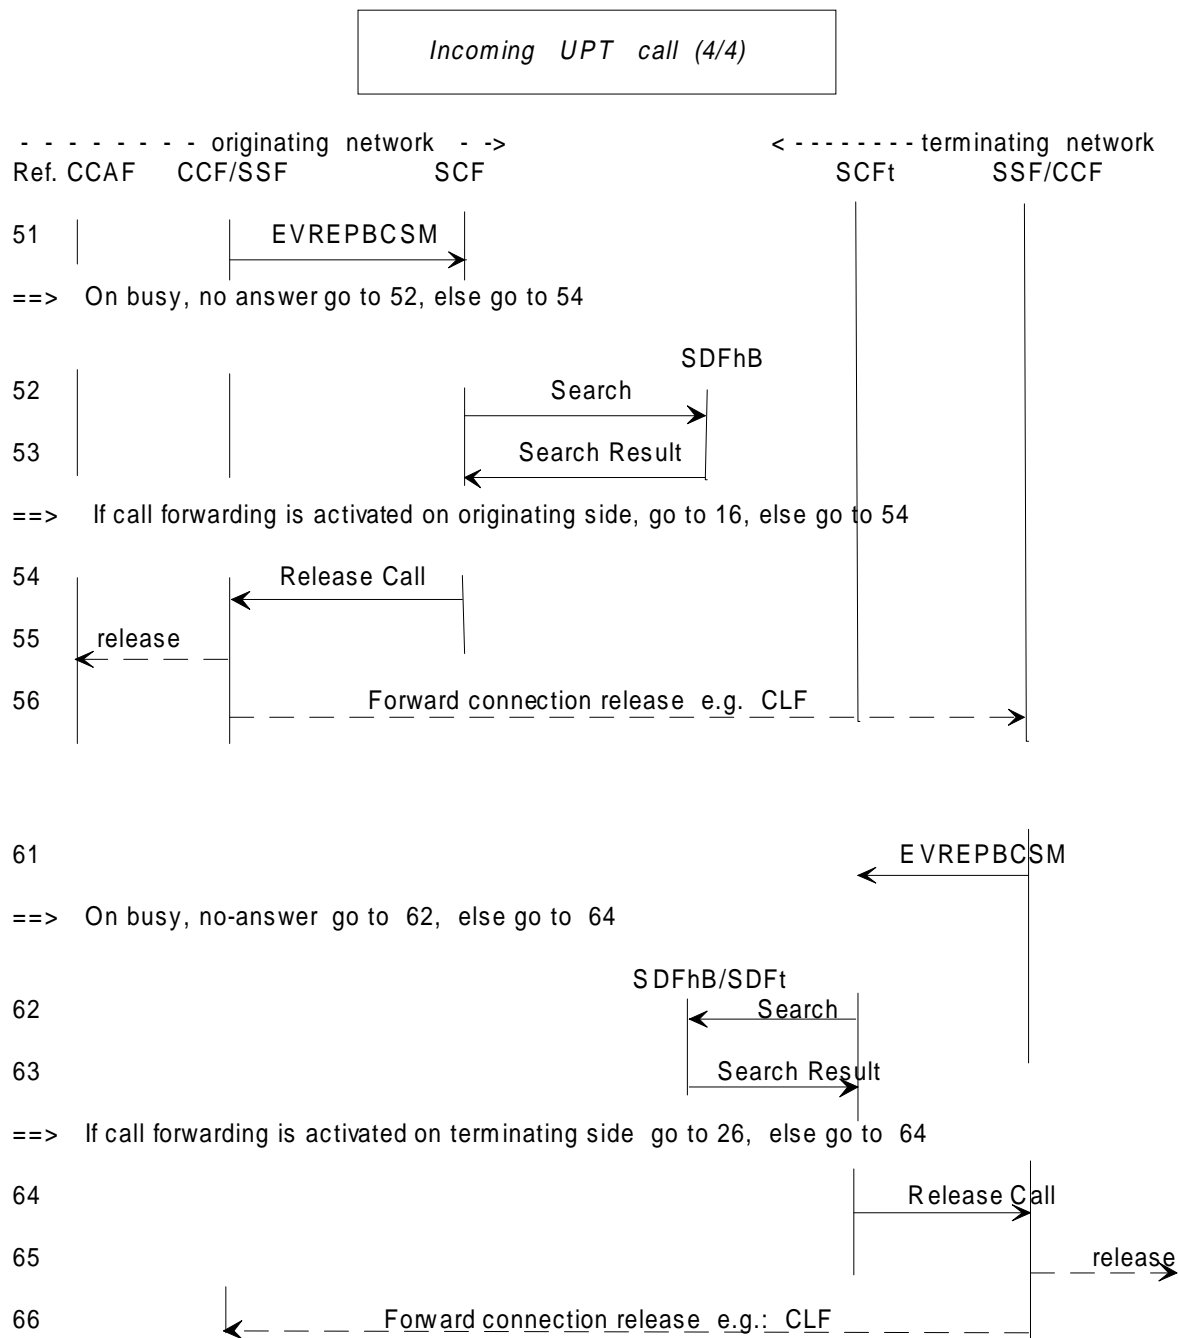 Incoming UPT call (4/4)
- - - - - - - - originating network - -> < - - - - - - - - terminating network
Ref. CCAF CCF/SSF SCF SCFt SSF/CCF
51 EVREPBCSM
==> On busy, no answer go to 52, else go to 54
SDFhB
52 Search
53 Search Result
==> If call forwarding is activated on originating side, go to 16, else go to 54
54 Release Call
55 release
56 Forward connection release e.g. CLF
61 EVREPBCSM
==> On busy, no-answer go to 62, else go to 64
SDFhB/SDFt
62 Search
63 Search Result
==> If call forwarding is activated on terminating side go to 26, else go to 64
64 Release Call
65 release
66 Forward connection release e.g.: CLF